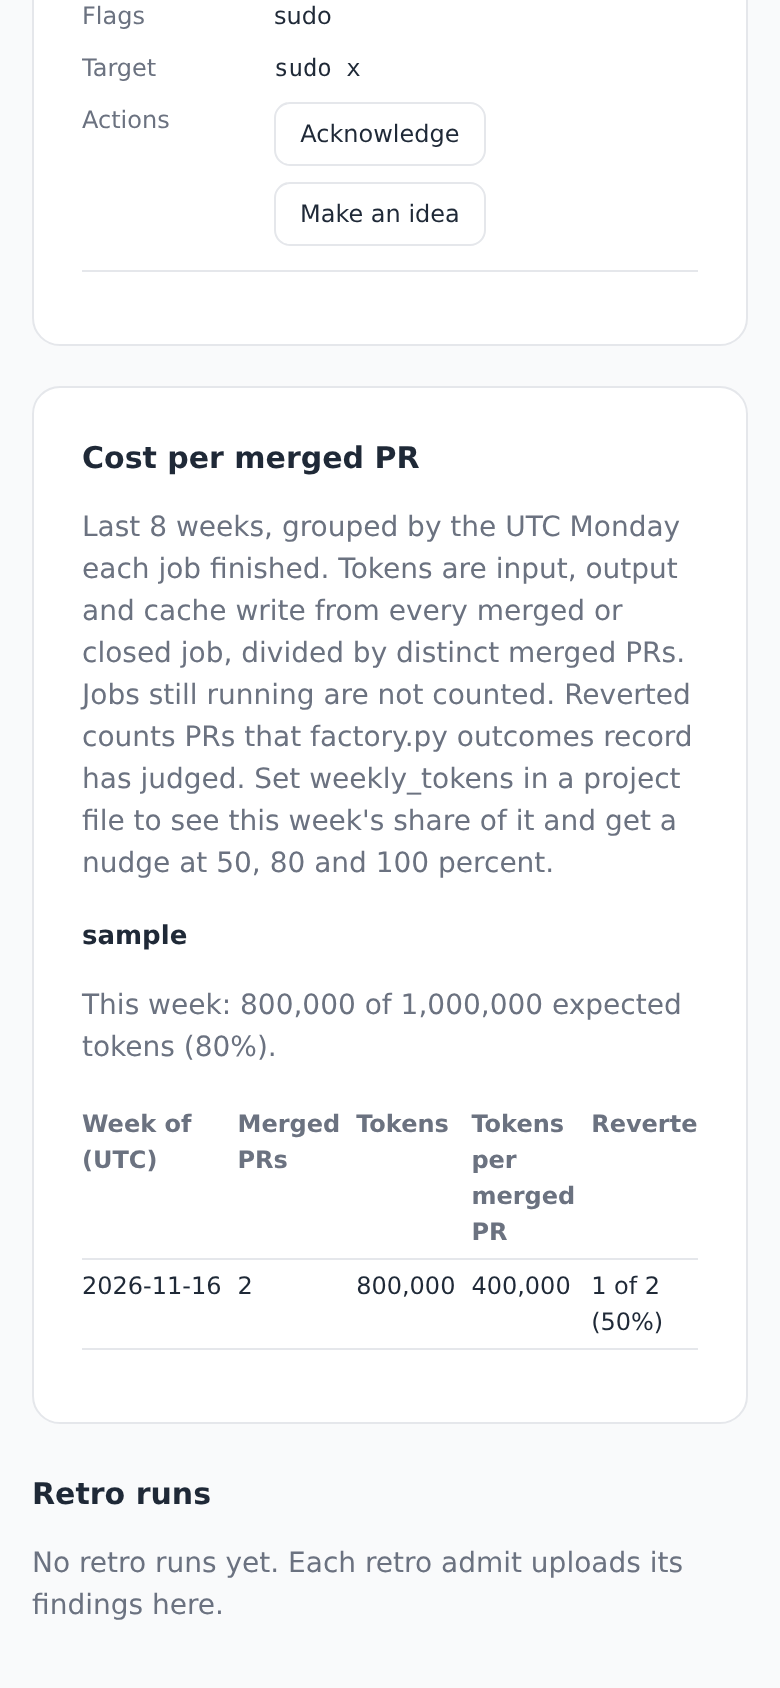 Flags sudo
Target sudo x
Actions Acknowledge
Make an idea
Cost per merged PR
Last 8 weeks, grouped by the UTC Monday
each job finished. Tokens are input, output
and cache write from every merged or
closed job, divided by distinct merged PRs.
Jobs still running are not counted. Reverted
counts PRs that factory.py outcomes record
has judged. Set weekly_tokens in a project
file to see this week's share of it and get a
nudge at 50, 80 and 100 percent.
sample
This week: 800,000 of 1,000,000 expected
tokens (80%).
Week of Merged Tokens Tokens Reverte
(UTC) PRs per
merged
PR
2026-11-16 2 800,000 400,000 1 of 2
(50%)
Retro runs
No retro runs yet. Each retro admit uploads its
findings here.